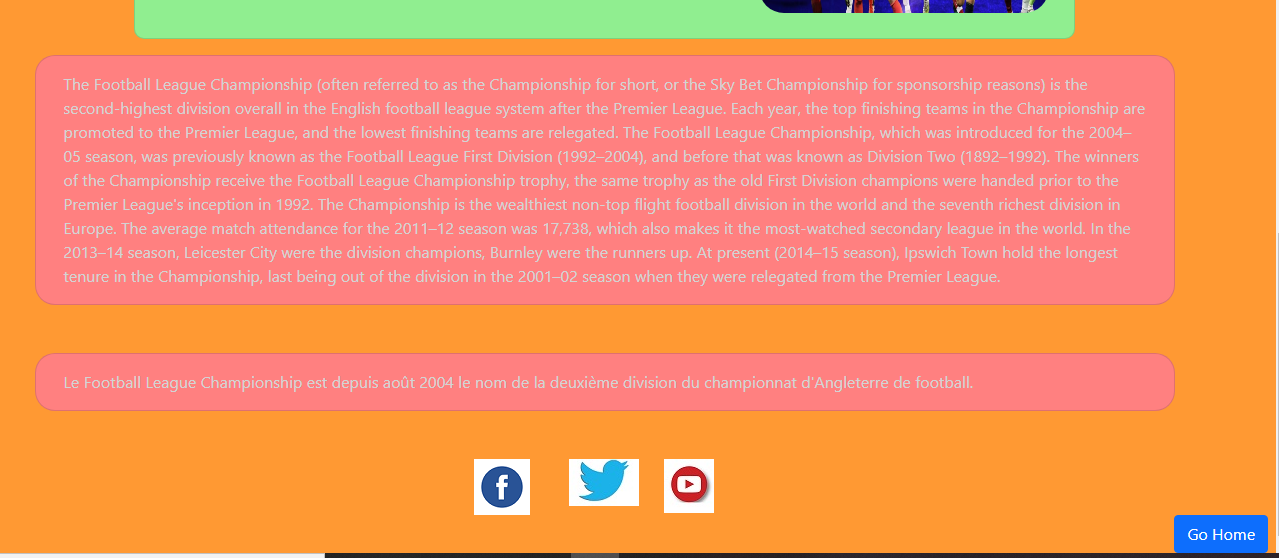 The Football League Championship (often referred to as the Championship for short, or the Sky Bet Championship for sponsorship reasons) is the
second-highest division overall in the English football league system after the Premier League. Each year, the top finishing teams in the Championship are
promoted to the Premier League, and the lowest finishing teams are relegated. The Football League Championship, which was introduced for the 2004–
05 season, was previously known as the Football League First Division (1992–2004), and before that was known as Division Two (1892–1992). The winners
of the Championship receive the Football League Championship trophy, the same trophy as the old First Division champions were handed prior to the
Premier League's inception in 1992. The Championship is the wealthiest non-top flight football division in the world and the seventh richest division in
Europe. The average match attendance for the 2011–12 season was 17,738, which also makes it the most-watched secondary league in the world. In the
2013–14 season, Leicester City were the division champions, Burnley were the runners up. At present (2014–15 season), Ipswich Town hold the longest
tenure in the Championship, last being out of the division in the 2001–02 season when they were relegated from the Premier League.
Le Football League Championship est depuis août 2004 le nom de la deuxième division du championnat d'Angleterre de football.
f
Go Home